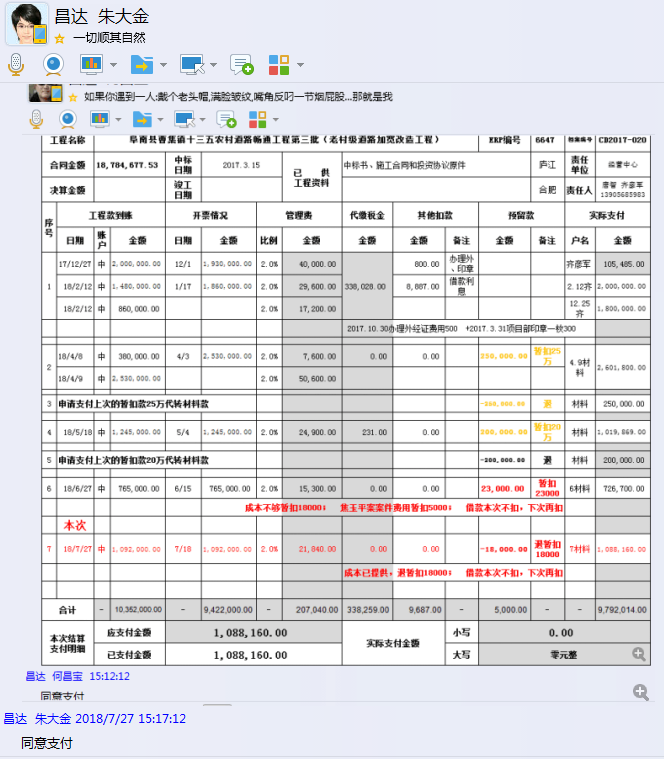 昌达 朱大金
一切顺其自然
如果你遇到一人:戴个老头帽,满脸皱纹,嘴角反叼一节烟屁股...那就是我
工程名称 阜南县曹集镇十三五农村道路畅通工程第三批（老村级道路加宽改造工程） ERP编号 6647 档案编号 CB2017-020
合同金额 18,784,677.53 中标日期 2017.3.15 已供工程资料 中标书、施工合同和投资协议原件 庐江 责任单位 经营中心
决算金额 竣工日期 合肥 责任人 唐智 齐彦军 13905685983
序号 工程款到账 开票情况 管理费 代缴税金 其他扣款 预留款 实际支付
日期 账户 金额 日期 金额 比例 金额 金额 金额 备注 金额 备注 户名 金额
1 17/12/27 中 2,000,000.00 12/1 1,930,000.00 2.0% 40,000.00 338,028.00 800.00 办理外、印章 齐彦军 105,485.00
18/2/12 中 1,480,000.00 1/17 1,860,000.00 2.0% 29,600.00 8,887.00 借款利息 2.12齐 2,000,000.00
18/2/12 中 860,000.00 2.0% 17,200.00 12.25齐 1,800,000.00
2017.10.30办理外经证费用500 +2017.3.31项目部印章一枚300
2 18/4/8 中 380,000.00 4/3 2,530,000.00 2.0% 7,600.00 0.00 0.00 250,000.00 暂扣25万 4.9材料 2,601,800.00
18/4/9 中 2,530,000.00 2.0% 50,600.00
3 申请支付上次的暂扣款25万代转材料款 -250,000.00 退 材料 250,000.00
4 18/5/18 中 1,245,000.00 5/4 1,245,000.00 2.0% 24,900.00 231.00 0.00 200,000.00 暂扣20万 材料 1,019,869.00
5 申请支付上次的暂扣款20万代转材料款 -200,000.00 退 材料 200,000.00
6 18/6/27 中 765,000.00 6/15 765,000.00 2.0% 15,300.00 0.00 0.00 23,000.00 暂扣23000 6材料 726,700.00
成本不够暂扣18000； 焦玉平案案件费用暂扣5000； 借款本次不扣，下次再扣
本次
7 18/7/27 中 1,092,000.00 7/18 1,092,000.00 2.0% 21,840.00 0.00 0.00 -18,000.00 退暂扣18000 7材料 1,088,160.00
成本已提供，退暂扣18000； 借款本次不扣，下次再扣
合计 - 10,352,000.00 - 9,422,000.00 - 207,040.00 338,259.00 9,687.00 - 5,000.00 - - 9,792,014.00
本次结算支付明细 应支付金额 1,088,160.00 实际支付金额 小写 0.00
已支付金额 1,088,160.00 大写 零元整
昌达 何昌宝 15:12:12
同意支付
昌达 朱大金 2018/7/27 15:17:12
同意支付